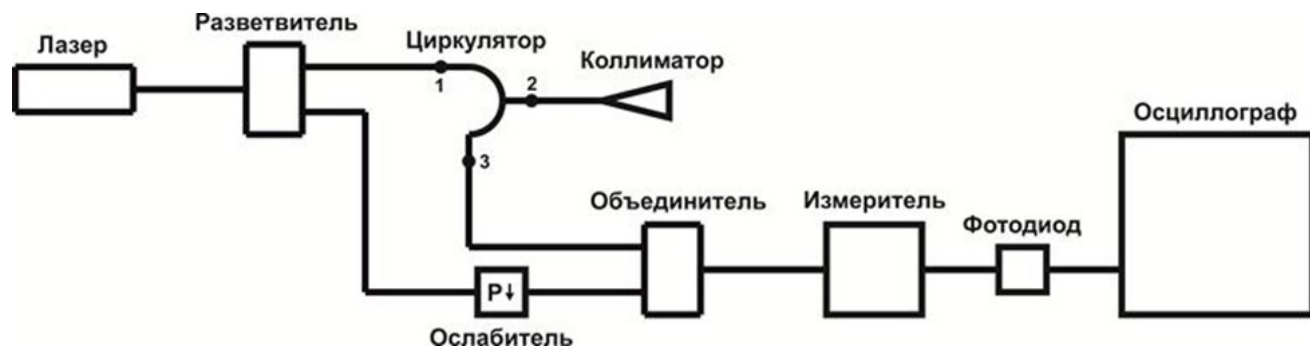 Разветвитель
Лазер
Циркулятор
1
2
3
Коллиматор
Осциллограф
Объединитель
Измеритель
Фотодиод
P↓
Ослабитель